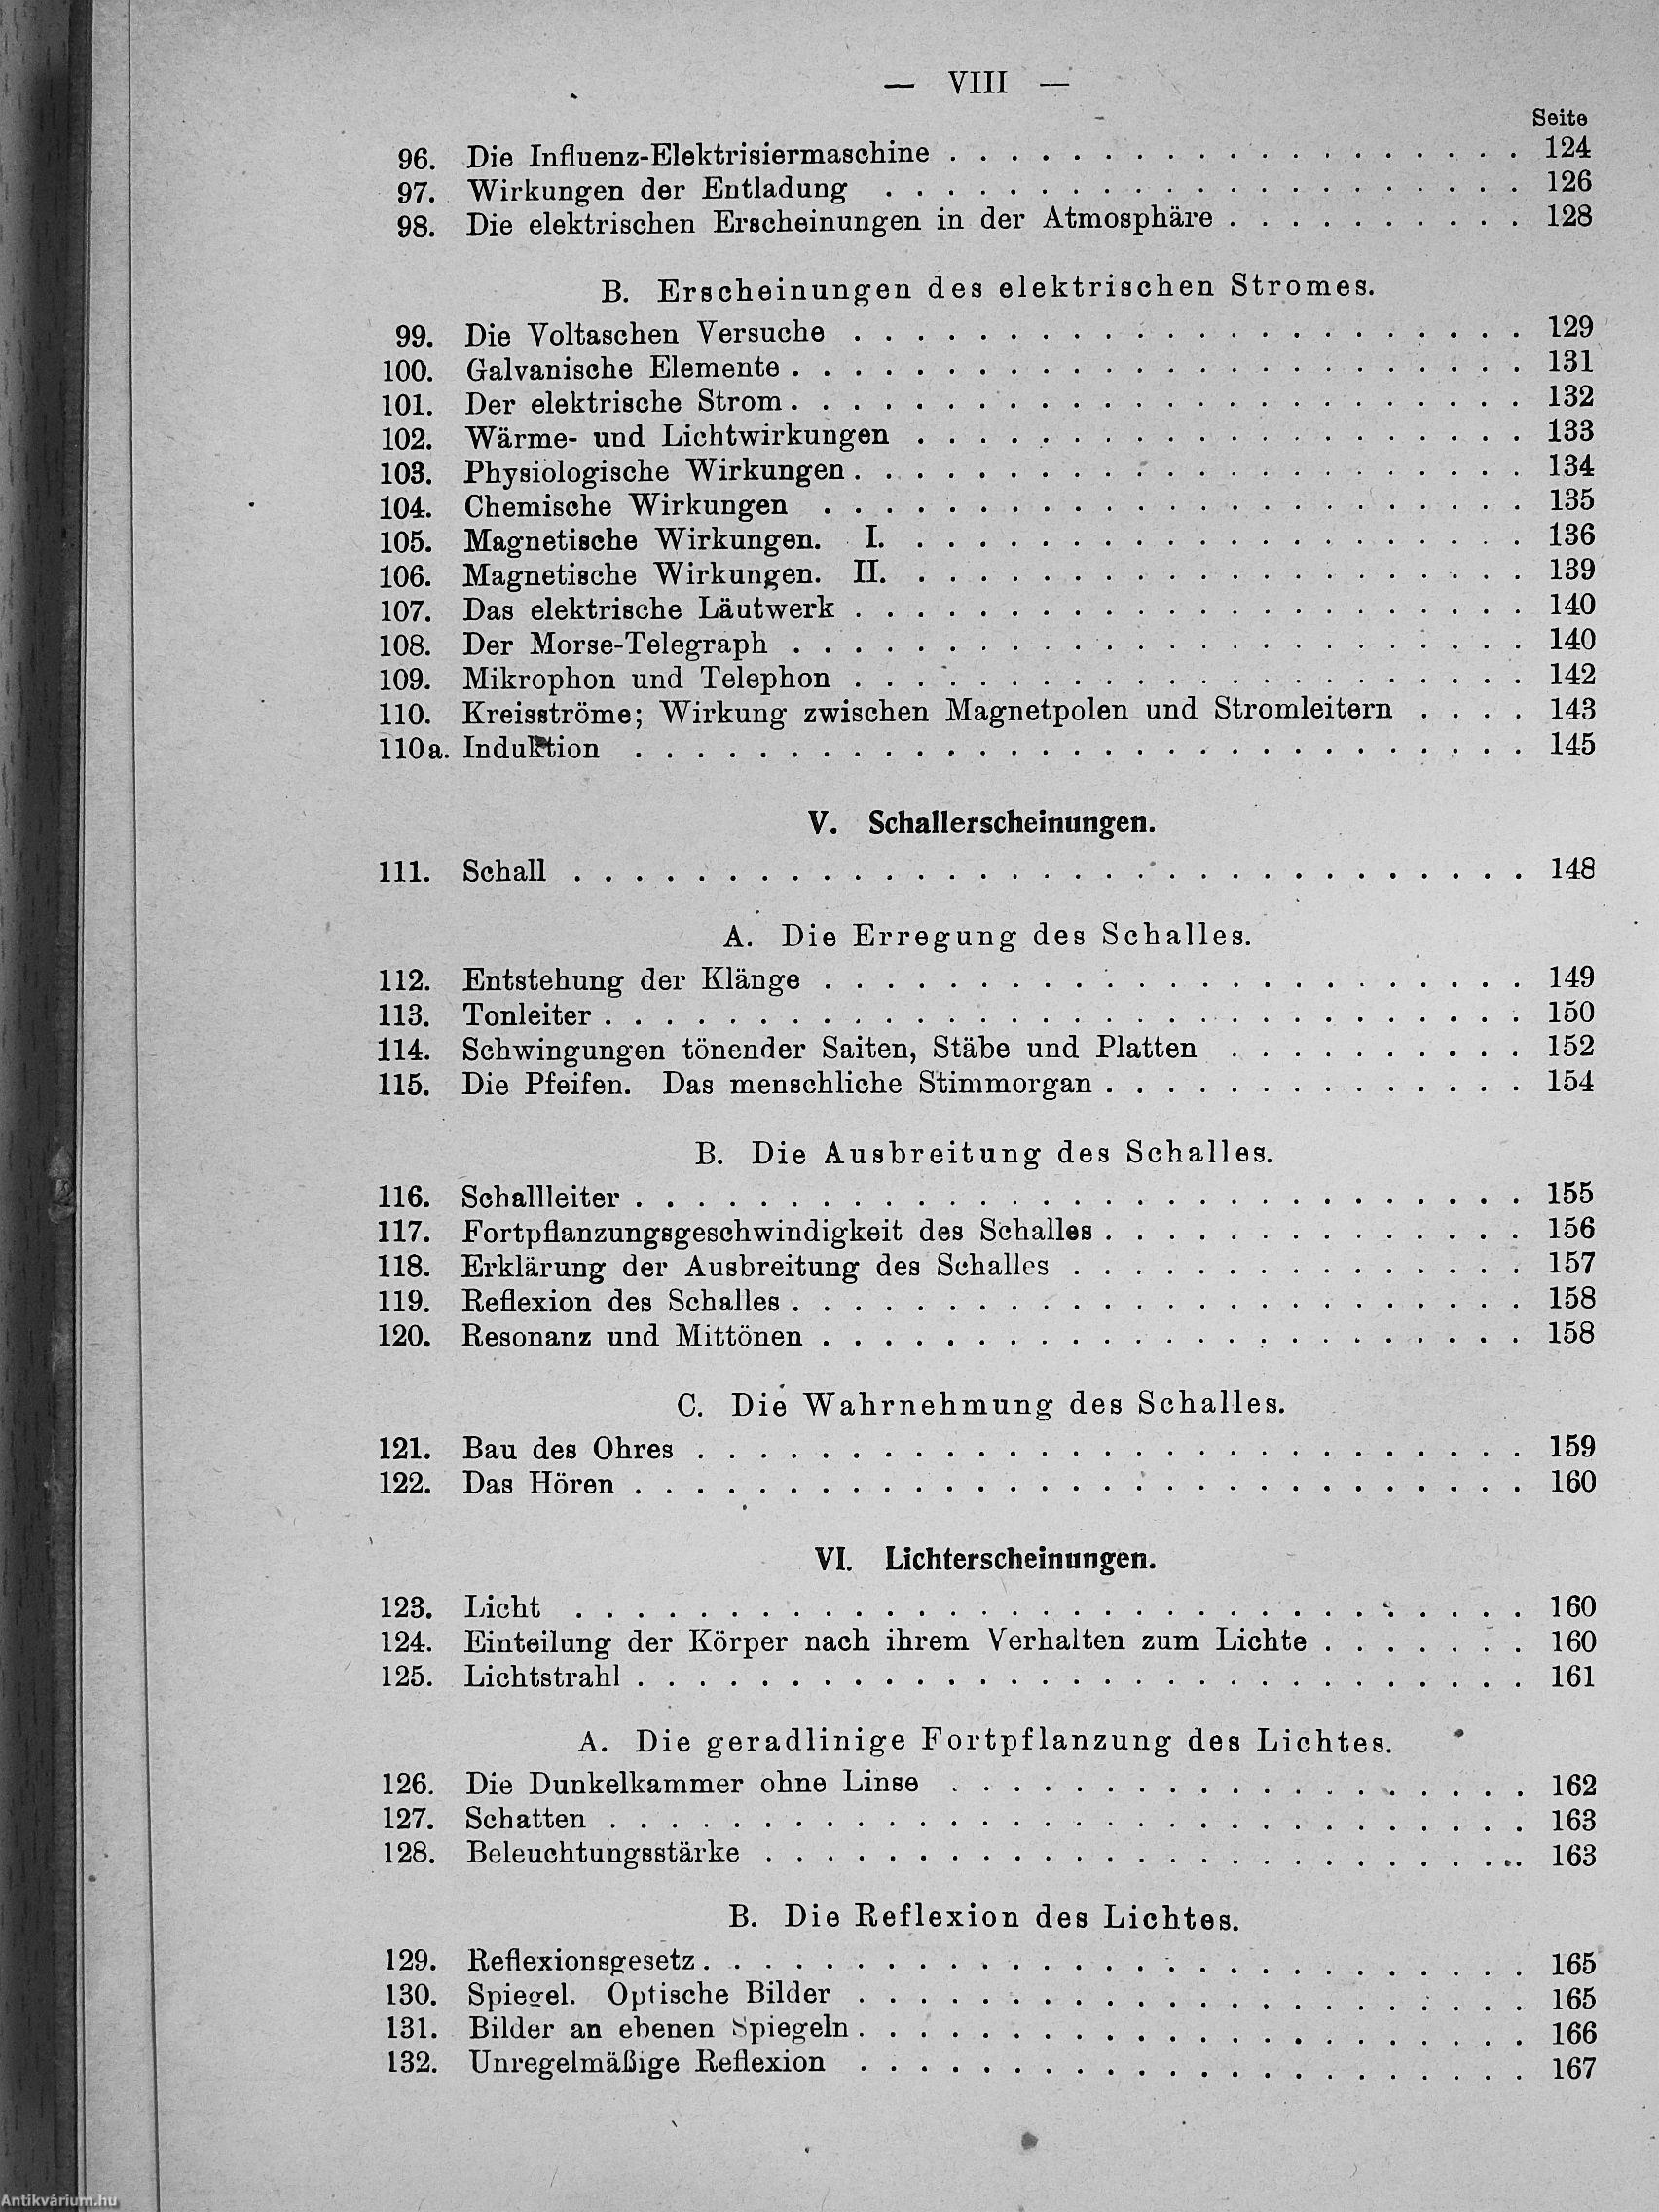 — VIII —
Seite
96. Die Influenz-Elektrisiermaschine . . . . . . . . . . . . . . . . . . . 124
97. Wirkungen der Entladung . . . . . . . . . . . . . . . . . . . . . 126
98. Die elektrischen Erscheinungen in der Atmosphäre . . . . . . . . . . 128
B. Erscheinungen des elektrischen Stromes.
99. Die Voltaschen Versuche . . . . . . . . . . . . . . . . . . . . . . 129
100. Galvanische Elemente . . . . . . . . . . . . . . . . . . . . . . . . 131
101. Der elektrische Strom . . . . . . . . . . . . . . . . . . . . . . . . 132
102. Wärme- und Lichtwirkungen . . . . . . . . . . . . . . . . . . . . 133
103. Physiologische Wirkungen . . . . . . . . . . . . . . . . . . . . . . 134
104. Chemische Wirkungen . . . . . . . . . . . . . . . . . . . . . . . 135
105. Magnetische Wirkungen. I. . . . . . . . . . . . . . . . . . . . . . 136
106. Magnetische Wirkungen. II. . . . . . . . . . . . . . . . . . . . . . 139
107. Das elektrische Läutwerk . . . . . . . . . . . . . . . . . . . . . . 140
108. Der Morse-Telegraph . . . . . . . . . . . . . . . . . . . . . . . . 140
109. Mikrophon und Telephon . . . . . . . . . . . . . . . . . . . . . . 142
110. Kreisströme; Wirkung zwischen Magnetpolen und Stromleitern . . . . 143
110a. Induktion . . . . . . . . . . . . . . . . . . . . . . . . . . . . . 145
V. Schallerscheinungen.
111. Schall . . . . . . . . . . . . . . . . . . . . . . . . . . . . . . . 148
A. Die Erregung des Schalles.
112. Entstehung der Klänge . . . . . . . . . . . . . . . . . . . . . . . 149
113. Tonleiter . . . . . . . . . . . . . . . . . . . . . . . . . . . . . . 150
114. Schwingungen tönender Saiten, Stäbe und Platten . . . . . . . . . . 152
115. Die Pfeifen. Das menschliche Stimmorgan . . . . . . . . . . . . . . 154
B. Die Ausbreitung des Schalles.
116. Schallleiter . . . . . . . . . . . . . . . . . . . . . . . . . . . . . 155
117. Fortpflanzungsgeschwindigkeit des Schalles . . . . . . . . . . . . . . 156
118. Erklärung der Ausbreitung des Schalles . . . . . . . . . . . . . . . 157
119. Reflexion des Schalles . . . . . . . . . . . . . . . . . . . . . . . . 158
120. Resonanz und Mittönen . . . . . . . . . . . . . . . . . . . . . . . 158
C. Die Wahrnehmung des Schalles.
121. Bau des Ohres . . . . . . . . . . . . . . . . . . . . . . . . . . . 159
122. Das Hören . . . . . . . . . . . . . . . . . . . . . . . . . . . . . 160
VI. Lichterscheinungen.
123. Licht . . . . . . . . . . . . . . . . . . . . . . . . . . . . . . . 160
124. Einteilung der Körper nach ihrem Verhalten zum Lichte . . . . . . . 160
125. Lichtstrahl . . . . . . . . . . . . . . . . . . . . . . . . . . . . . 161
A. Die geradlinige Fortpflanzung des Lichtes.
126. Die Dunkelkammer ohne Linse . . . . . . . . . . . . . . . . . . . 162
127. Schatten . . . . . . . . . . . . . . . . . . . . . . . . . . . . . . 163
128. Beleuchtungsstärke . . . . . . . . . . . . . . . . . . . . . . . . . 163
B. Die Reflexion des Lichtes.
129. Reflexionsgesetz . . . . . . . . . . . . . . . . . . . . . . . . . . . 165
130. Spiegel. Optische Bilder . . . . . . . . . . . . . . . . . . . . . . 165
131. Bilder an ebenen Spiegeln . . . . . . . . . . . . . . . . . . . . . . 166
132. Unregelmäßige Reflexion . . . . . . . . . . . . . . . . . . . . . . 167
Antikvárium.hu